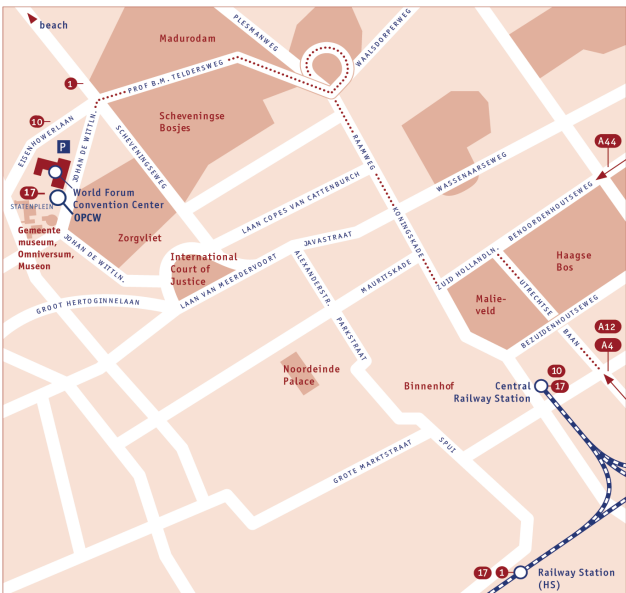 beach
PLESMANWEG
WAALSDORPERWEG
Madurodam
1
PROF B.M. TELDERSWEG
10
Scheveningse
Bosjes
EISENHOWERLAAN
P
JOHAN DE WITTLN.
SCHEVENINGSEWEG
RAAMWEG
A44
WASSENAARSEWEG
17
World Forum
Convention Center
OPCW
STATENPLEIN
LAAN COPES VAN CATTENBURCH
BENOORDENHOUTSEWEG
Gemeente
museum,
Omniversum,
Museon
JOHAN DE WITTLN.
Zorgvliet
International
Court of
Justice
JAVASTRAAT
KONINGSKADE
ZUID HOLLANDLN.
Haagse
Bos
LAAN VAN MEERDERVOORT
ALEXANDERSTR.
MAURITSKADE
UTRECHTSE
BAAN
GROOT HERTOGINNELAAN
Malie-
veld
BEZUIDENHOUTSEWEG
A12
A4
PARKSTRAAT
Noordeinde
Palace
Binnenhof
10
17
Central
Railway Station
GROTE MARKTSTRAAT
SPUI
17
1
Railway Station
(HS)